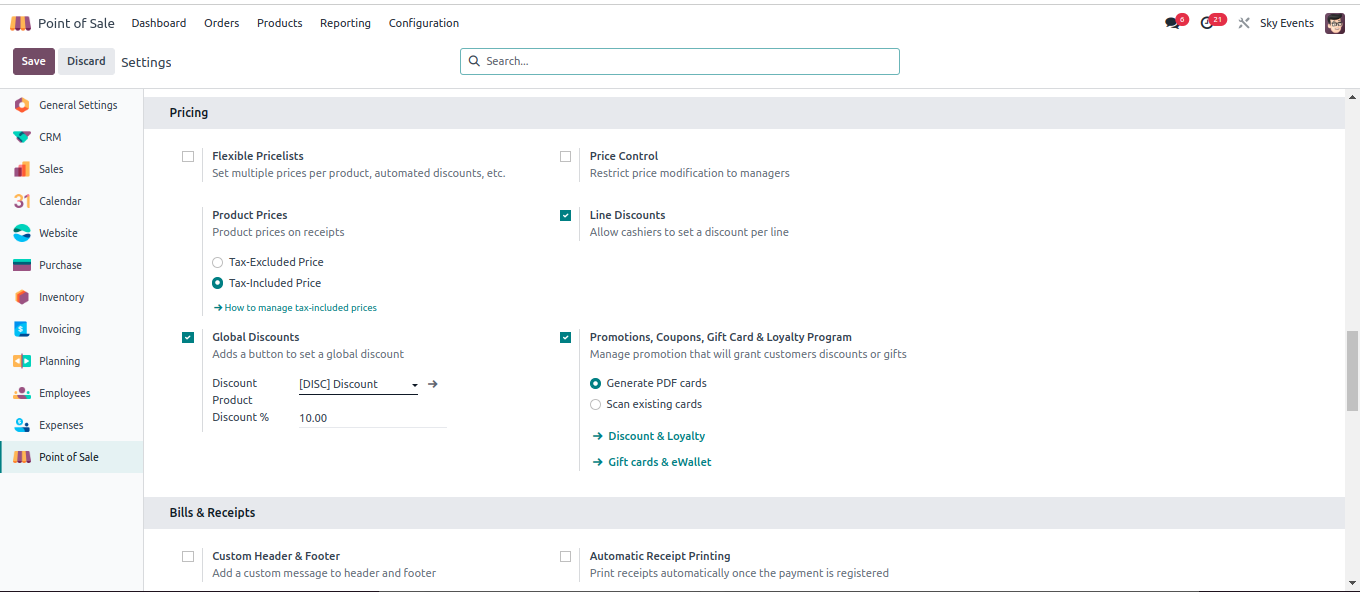 Point of Sale Dashboard Orders Products Reporting Configuration 6 21 Sky Events
Save Discard Settings Search...
General Settings
CRM
Sales
31 Calendar
Website
Purchase
Inventory
$ Invoicing
Planning
Employees
Expenses
Point of Sale
Pricing
Flexible Pricelists
Set multiple prices per product, automated discounts, etc.
Price Control
Restrict price modification to managers
Product Prices
Product prices on receipts
Tax-Excluded Price
Tax-Included Price
→ How to manage tax-included prices
Line Discounts
Allow cashiers to set a discount per line
Global Discounts
Adds a button to set a global discount
Discount
Product
[DISC] Discount
Discount % 10.00
Promotions, Coupons, Gift Card & Loyalty Program
Manage promotion that will grant customers discounts or gifts
Generate PDF cards
Scan existing cards
→ Discount & Loyalty
→ Gift cards & eWallet
Bills & Receipts
Custom Header & Footer
Add a custom message to header and footer
Automatic Receipt Printing
Print receipts automatically once the payment is registered